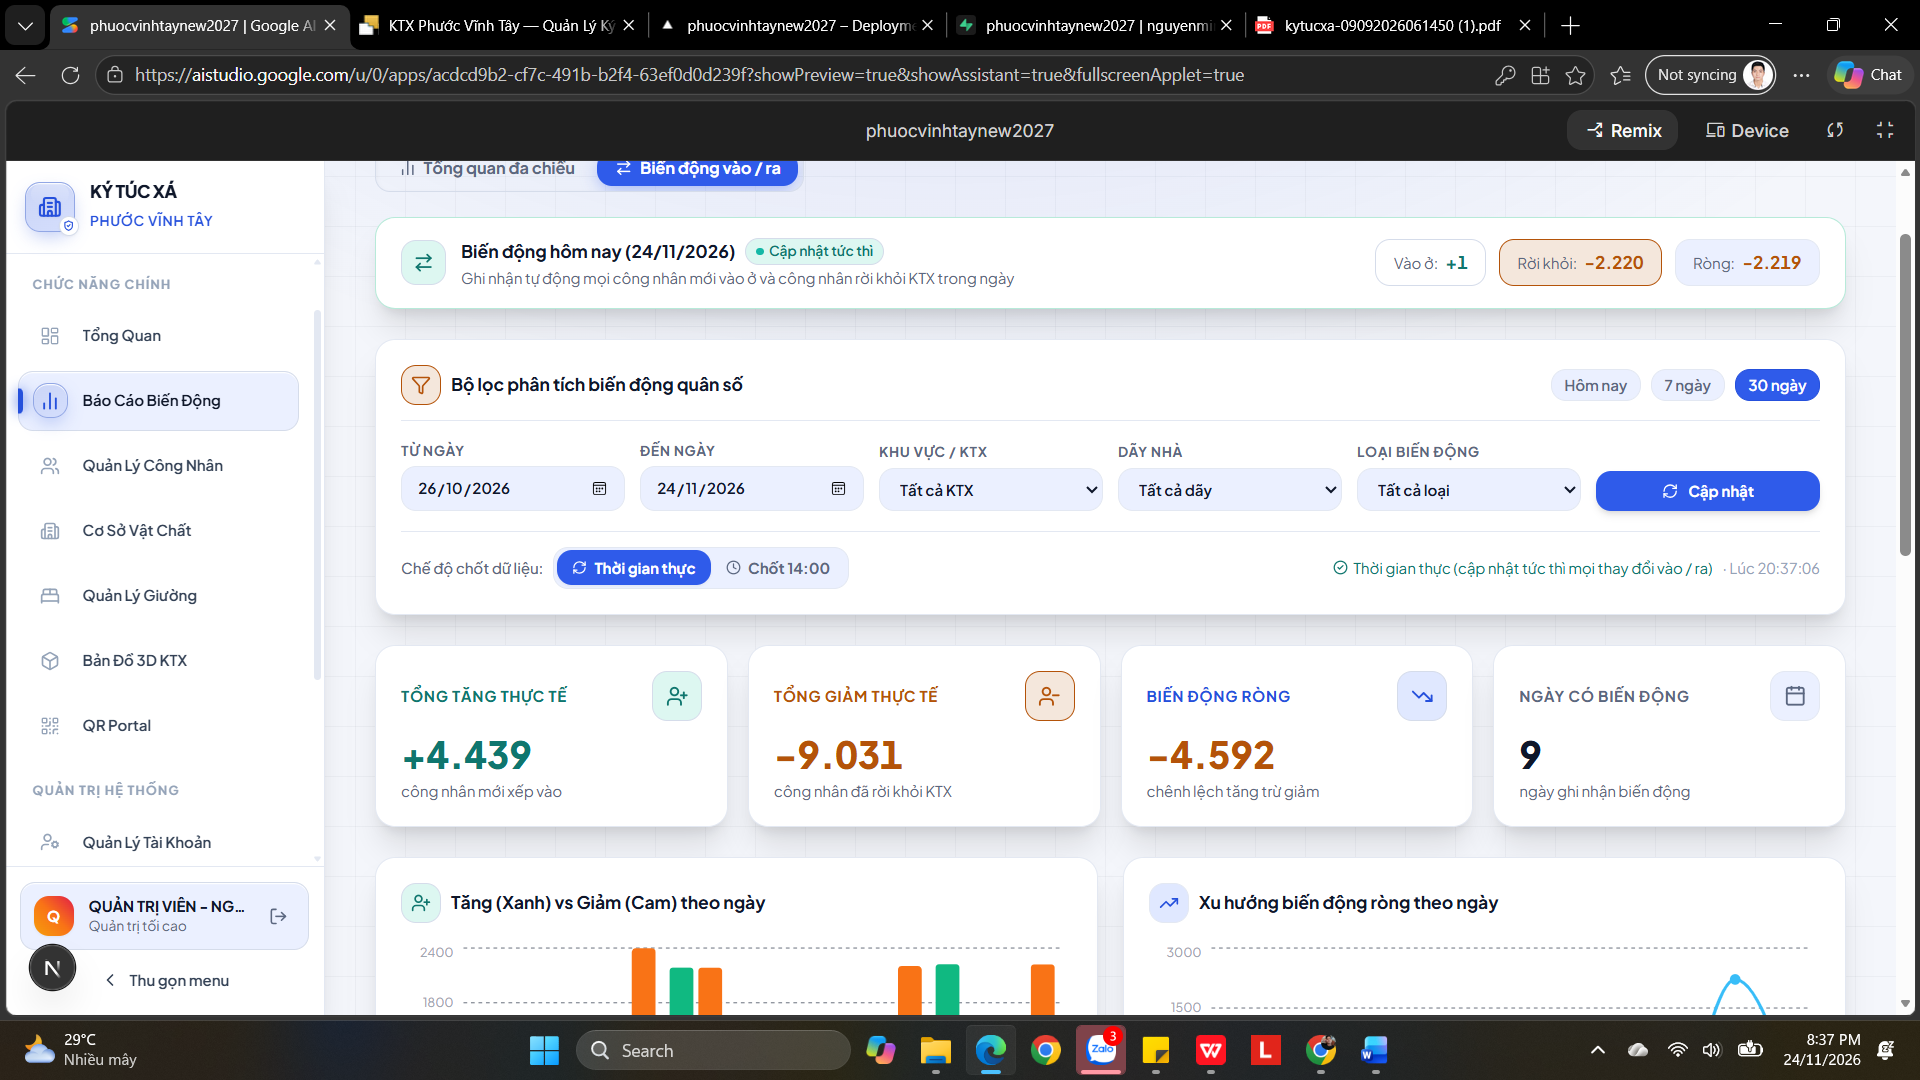 phuocvinhtaynew2027 | Google AI
KTX Phước Vĩnh Tây — Quản Lý Ký
phuocvinhtaynew2027 – Deployme
phuocvinhtaynew2027 | nguyenmi
kytucxa-09092026061450 (1).pdf
https://aistudio.google.com/u/0/apps/acdcd9b2-cf7c-491b-b2f4-63ef0d0d239f?showPreview=true&showAssistant=true&fullscreenApplet=true
Not syncing
Chat
phuocvinhtaynew2027
Remix
Device
KÝ TÚC XÁ
PHƯỚC VĨNH TÂY
CHỨC NĂNG CHÍNH
Tổng Quan
Báo Cáo Biến Động
Quản Lý Công Nhân
Cơ Sở Vật Chất
Quản Lý Giường
Bản Đồ 3D KTX
QR Portal
QUẢN TRỊ HỆ THỐNG
Quản Lý Tài Khoản
Q
QUẢN TRỊ VIÊN - NG...
Quản trị tối cao
N
Thu gọn menu
Tổng quan đa chiều
Biến động vào / ra
Biến động hôm nay (24/11/2026)
Cập nhật tức thì
Ghi nhận tự động mọi công nhân mới vào ở và công nhân rời khỏi KTX trong ngày
Vào ở: +1
Rời khỏi: -2.220
Ròng: -2.219
Bộ lọc phân tích biến động quân số
Hôm nay
7 ngày
30 ngày
TỪ NGÀY
ĐẾN NGÀY
KHU VỰC / KTX
DÃY NHÀ
LOẠI BIẾN ĐỘNG
26/10/2026
24/11/2026
Tất cả KTX
Tất cả dãy
Tất cả loại
Cập nhật
Chế độ chốt dữ liệu:
Thời gian thực
Chốt 14:00
Thời gian thực (cập nhật tức thì mọi thay đổi vào / ra)
· Lúc 20:37:06
TỔNG TĂNG THỰC TẾ
+4.439
công nhân mới xếp vào
TỔNG GIẢM THỰC TẾ
-9.031
công nhân đã rời khỏi KTX
BIẾN ĐỘNG RÒNG
-4.592
chênh lệch tăng trừ giảm
NGÀY CÓ BIẾN ĐỘNG
9
ngày ghi nhận biến động
Tăng (Xanh) vs Giảm (Cam) theo ngày
2400
1800
Xu hướng biến động ròng theo ngày
3000
1500
29°C
Nhiều mây
Search
Zalo
3
W
L
W
8:37 PM
24/11/2026